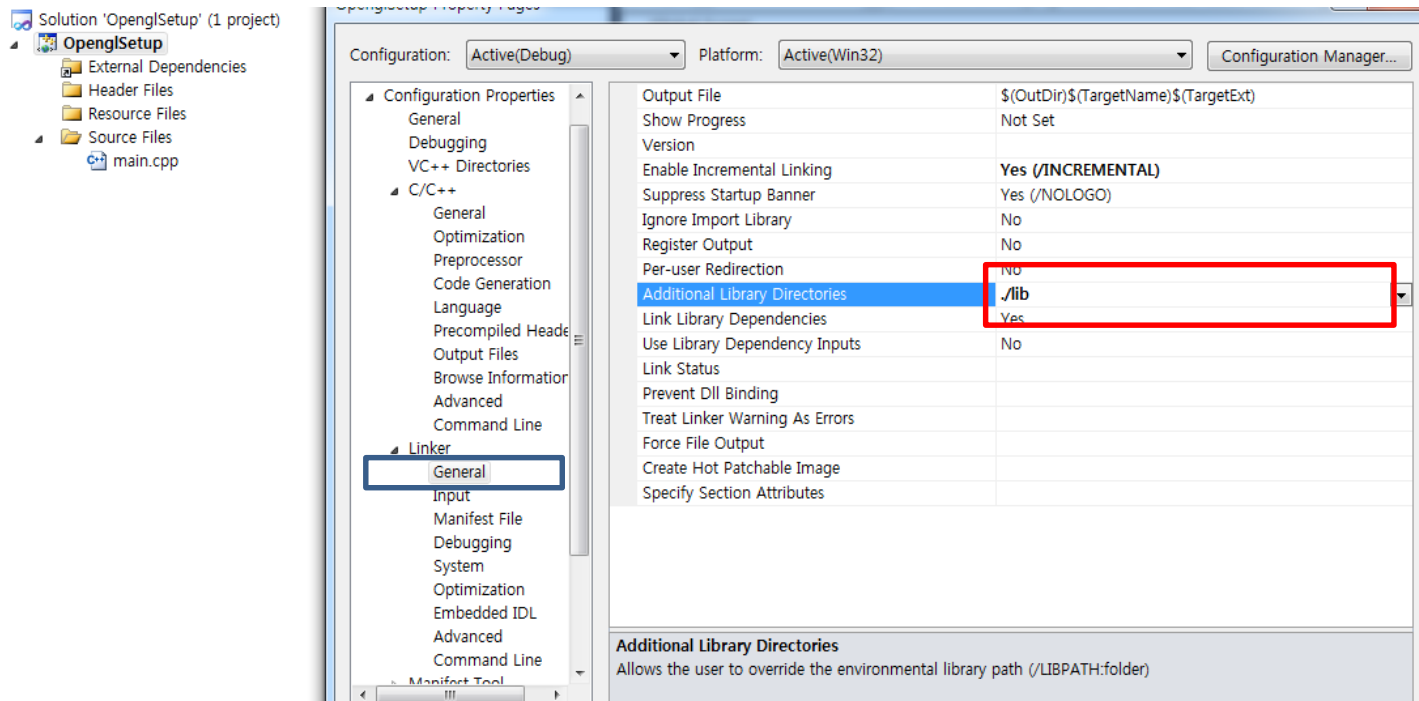 Solution 'OpenglSetup' (1 project)
OpenglSetup
External Dependencies
Header Files
Resource Files
Source Files
main.cpp
OpenglSetup Property Pages
Configuration: Active(Debug) Platform: Active(Win32) Configuration Manager...
Configuration Properties
General
Debugging
VC++ Directories
C/C++
General
Optimization
Preprocessor
Code Generation
Language
Precompiled Heade
Output Files
Browse Information
Advanced
Command Line
Linker
General
Input
Manifest File
Debugging
System
Optimization
Embedded IDL
Advanced
Command Line
Manifest Tool
Output File $(OutDir)$(TargetName)$(TargetExt)
Show Progress Not Set
Version
Enable Incremental Linking Yes (/INCREMENTAL)
Suppress Startup Banner Yes (/NOLOGO)
Ignore Import Library No
Register Output No
Per-user Redirection No
Additional Library Directories ./lib
Link Library Dependencies Yes
Use Library Dependency Inputs No
Link Status
Prevent Dll Binding
Treat Linker Warning As Errors
Force File Output
Create Hot Patchable Image
Specify Section Attributes
Additional Library Directories
Allows the user to override the environmental library path (/LIBPATH:folder)